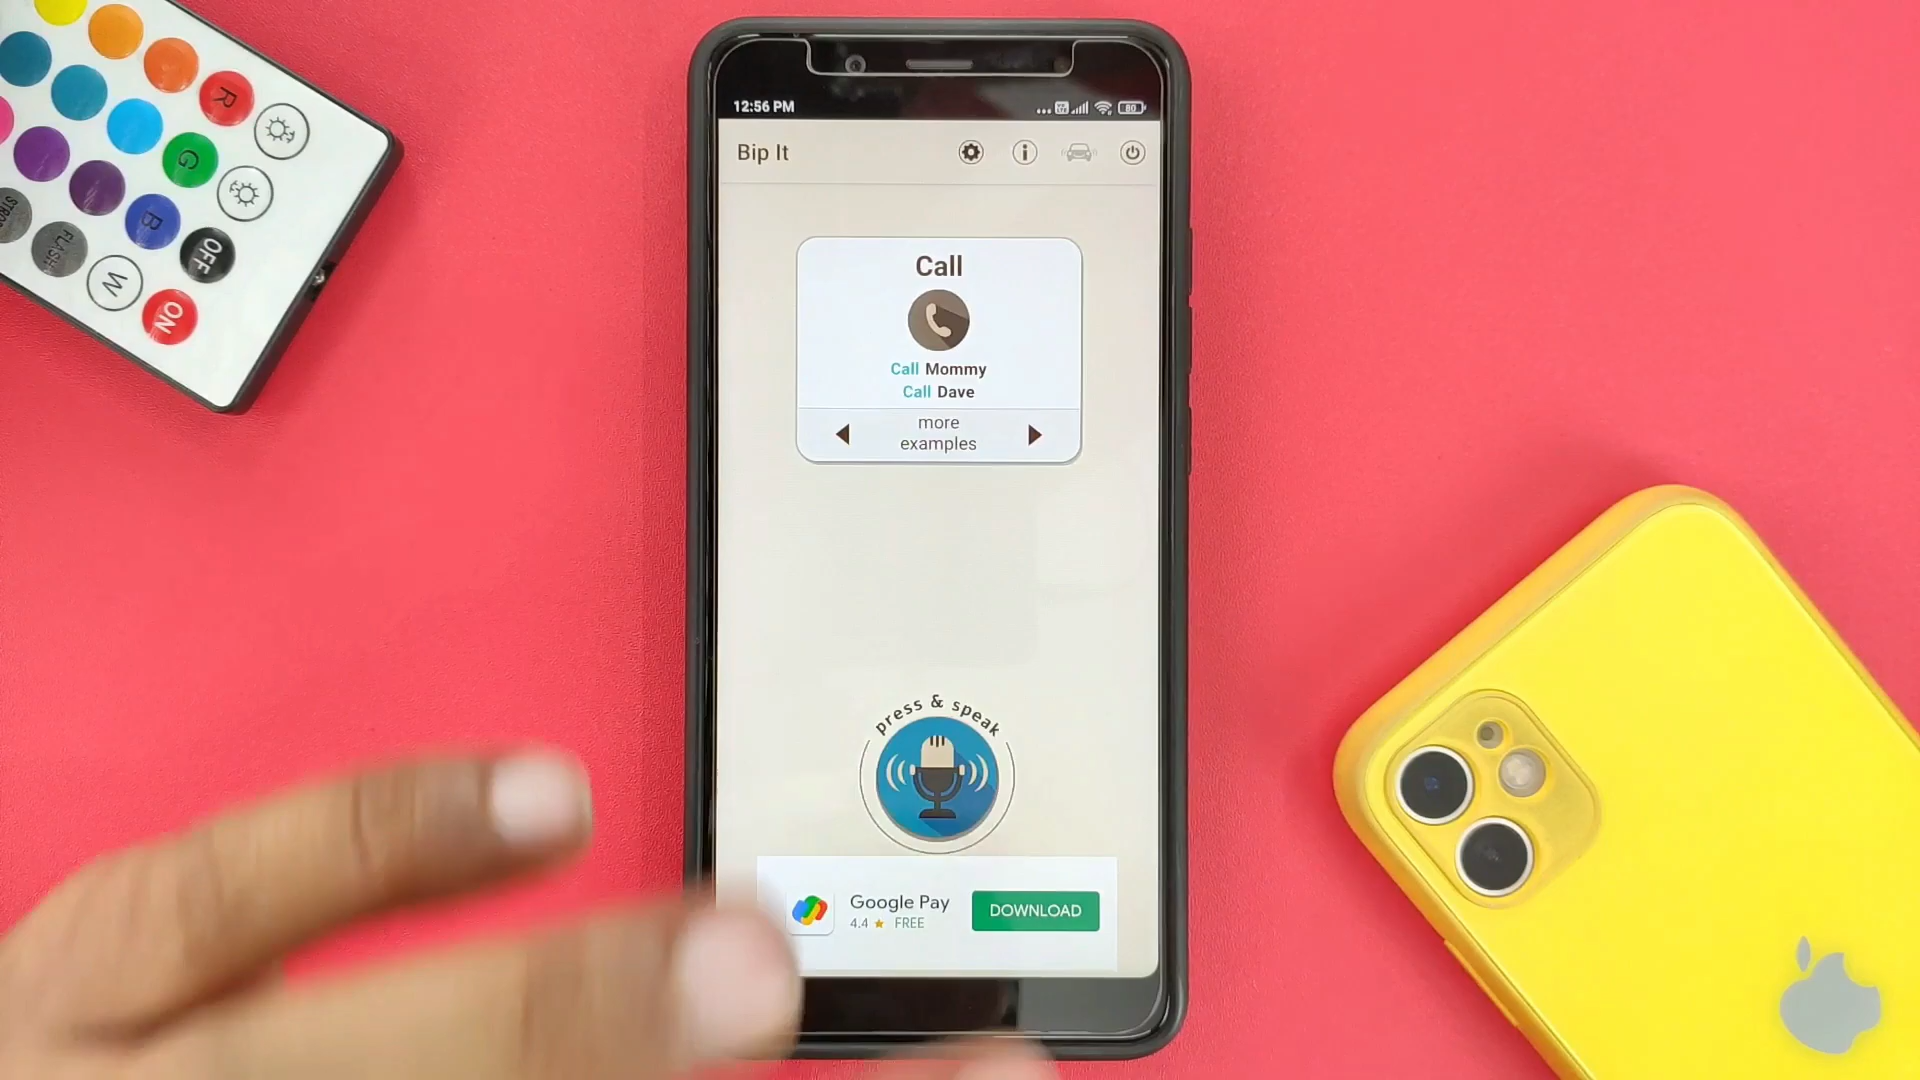 R
G
B
OFF
FLASH
W
ON
12:56 PM
80
Bip It
Call
Call Mommy
Call Dave
more
examples
press & speak
Google Pay
4.4 ★ FREE
DOWNLOAD